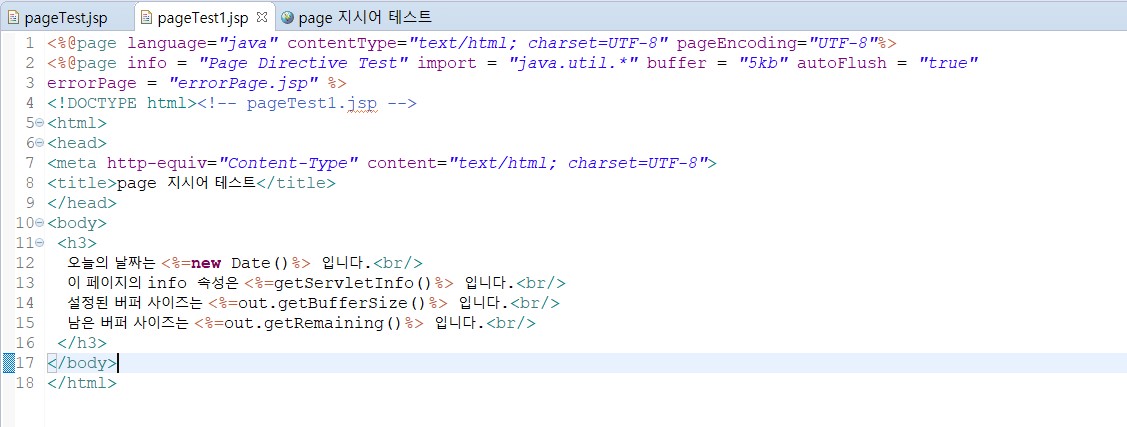 pageTest.jsp pageTest1.jsp page 지시어 테스트
1 <%@page language="java" contentType="text/html; charset=UTF-8" pageEncoding="UTF-8"%>
2 <%@page info = "Page Directive Test" import = "java.util.*" buffer = "5kb" autoFlush = "true"
3 errorPage = "errorPage.jsp" %>
4 <!DOCTYPE html><!-- pageTest1.jsp -->
5 <html>
6 <head>
7 <meta http-equiv="Content-Type" content="text/html; charset=UTF-8">
8 <title>page 지시어 테스트</title>
9 </head>
10 <body>
11 <h3>
12 오늘의 날짜는 <%=new Date()%> 입니다.<br/>
13 이 페이지의 info 속성은 <%=getServletInfo()%> 입니다.<br/>
14 설정된 버퍼 사이즈는 <%=out.getBufferSize()%> 입니다.<br/>
15 남은 버퍼 사이즈는 <%=out.getRemaining()%> 입니다.<br/>
16 </h3>
17 </body>
18 </html>